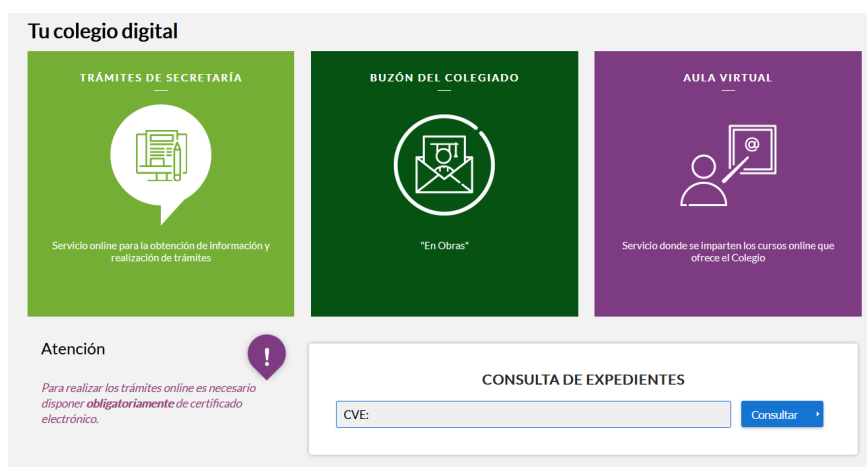 Tu colegio digital
TRÁMITES DE SECRETARÍA
Servicio online para la obtención de información y
realización de trámites
BUZÓN DEL COLEGIADO
"En Obras"
AULA VIRTUAL
@
Servicio donde se imparten los cursos online que
ofrece el Colegio
Atención
!
Para realizar los trámites online es necesario
disponer obligatoriamente de certificado
electrónico.
CONSULTA DE EXPEDIENTES
CVE:
Consultar